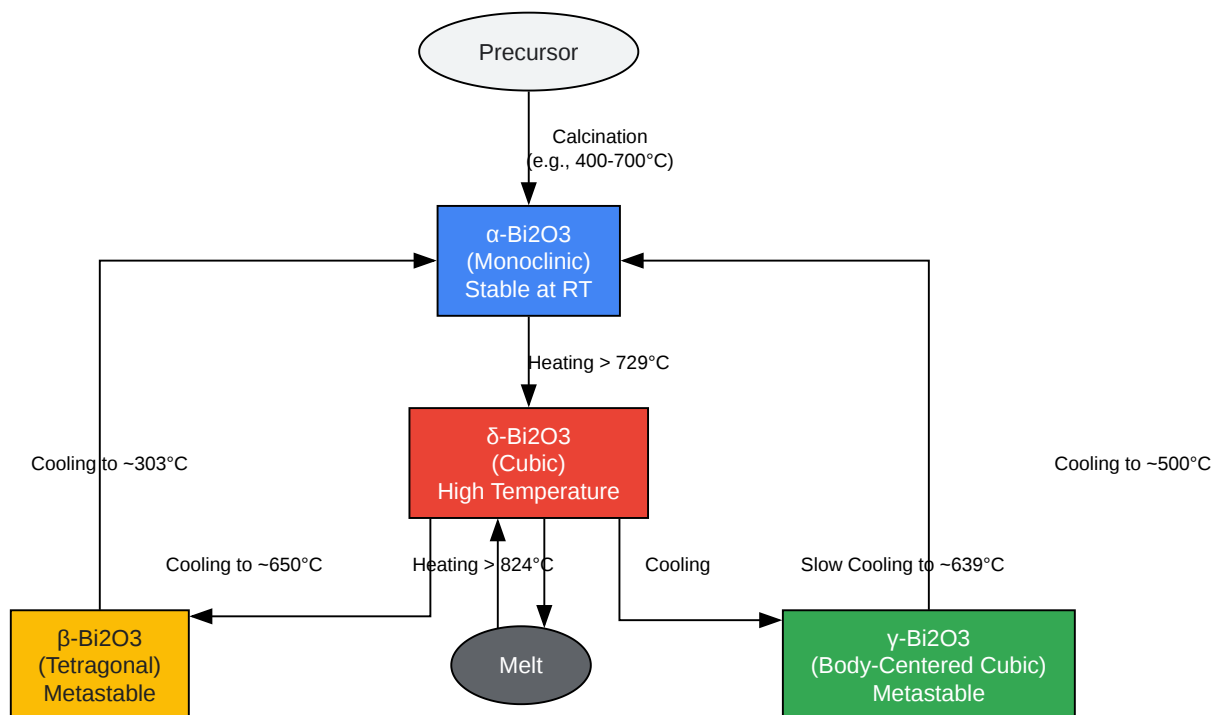 Precursor
Calcination
(e.g., 400-700°C)
α-Bi2O3
(Monoclinic)
Stable at RT
Heating > 729°C
δ-Bi2O3
(Cubic)
High Temperature
Cooling to ~303°C
Cooling to ~500°C
Cooling to ~650°C
Heating > 824°C
Cooling
Slow Cooling to ~639°C
β-Bi2O3
(Tetragonal)
Metastable
Melt
γ-Bi2O3
(Body-Centered Cubic)
Metastable